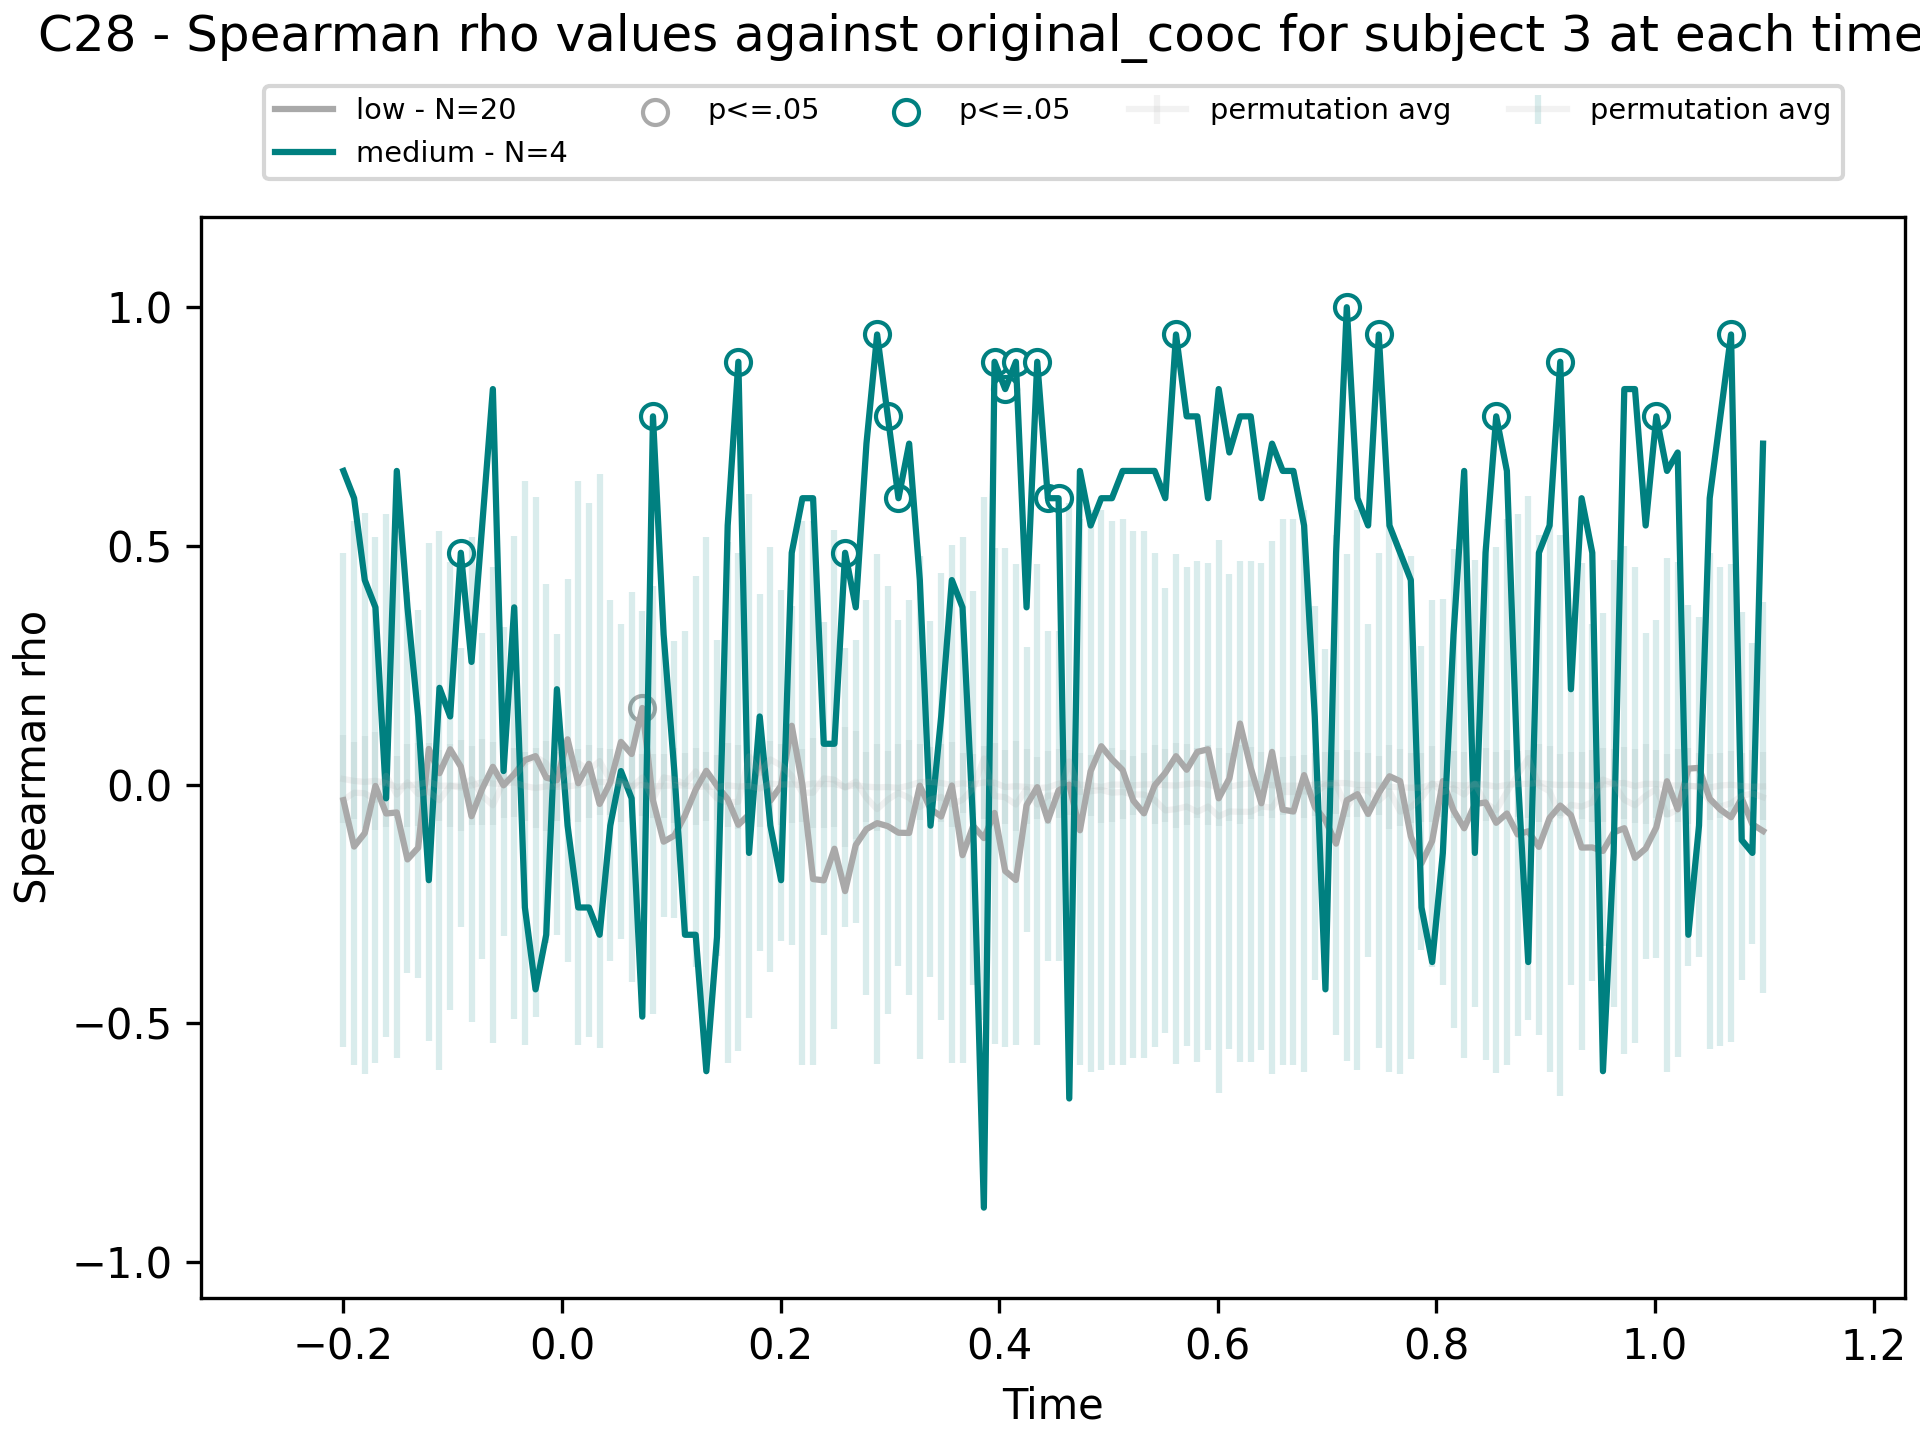 C28 - Spearman rho values against original_cooc for subject 3 at each time
low - N=20 p<=.05 p<=.05 permutation avg permutation avg
medium - N=4
1.0
0.5
0.0
−0.5
−1.0
Spearman rho
−0.2 0.0 0.2 0.4 0.6 0.8 1.0 1.2
Time